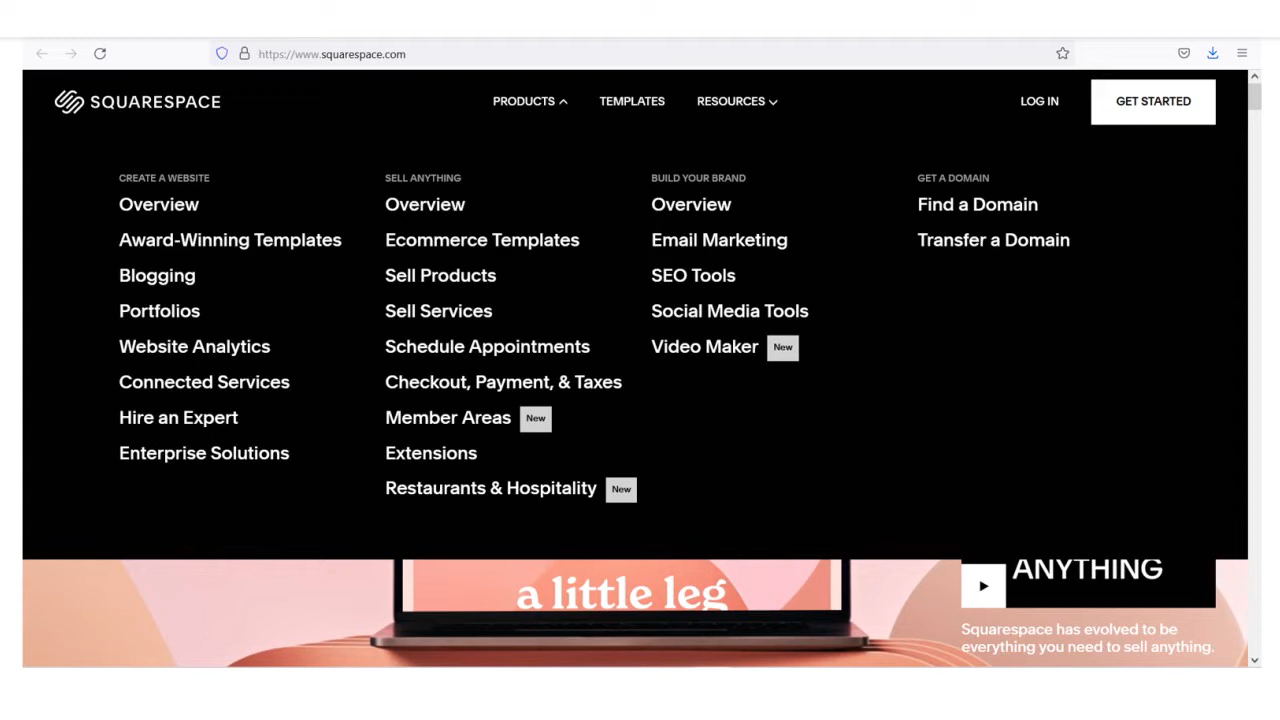 https://www.squarespace.com
SQUARESPACE
PRODUCTS
TEMPLATES
RESOURCES
LOG IN
GET STARTED
CREATE A WEBSITE
Overview
Award-Winning Templates
Blogging
Portfolios
Website Analytics
Connected Services
Hire an Expert
Enterprise Solutions
SELL ANYTHING
Overview
Ecommerce Templates
Sell Products
Sell Services
Schedule Appointments
Checkout, Payment, & Taxes
Member Areas New
Extensions
Restaurants & Hospitality New
BUILD YOUR BRAND
Overview
Email Marketing
SEO Tools
Social Media Tools
Video Maker New
GET A DOMAIN
Find a Domain
Transfer a Domain
a little leg
ANYTHING
Squarespace has evolved to be
everything you need to sell anything.